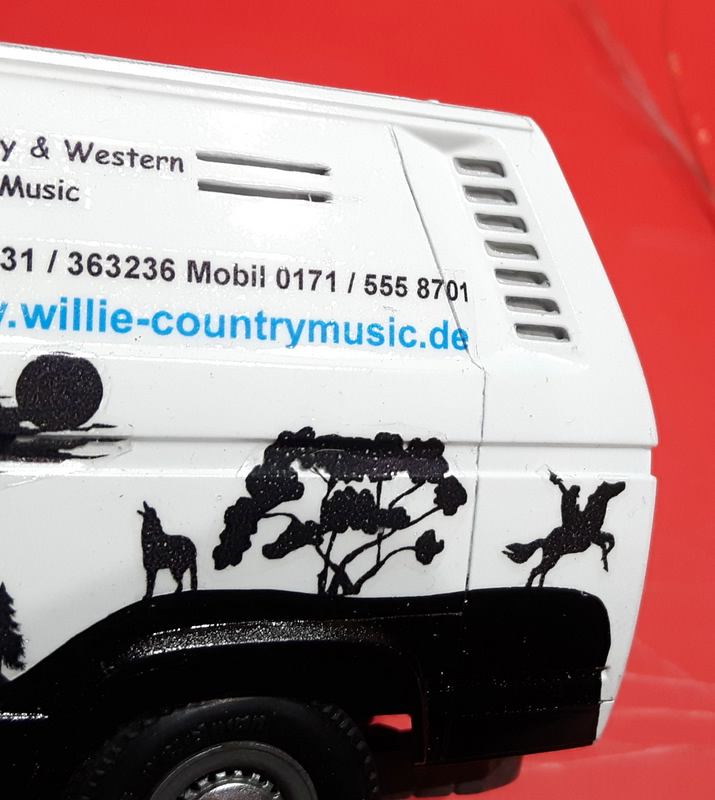 y & Western
Music
31 / 363236 Mobil 0171 / 555 8701
.willie-countrymusic.de